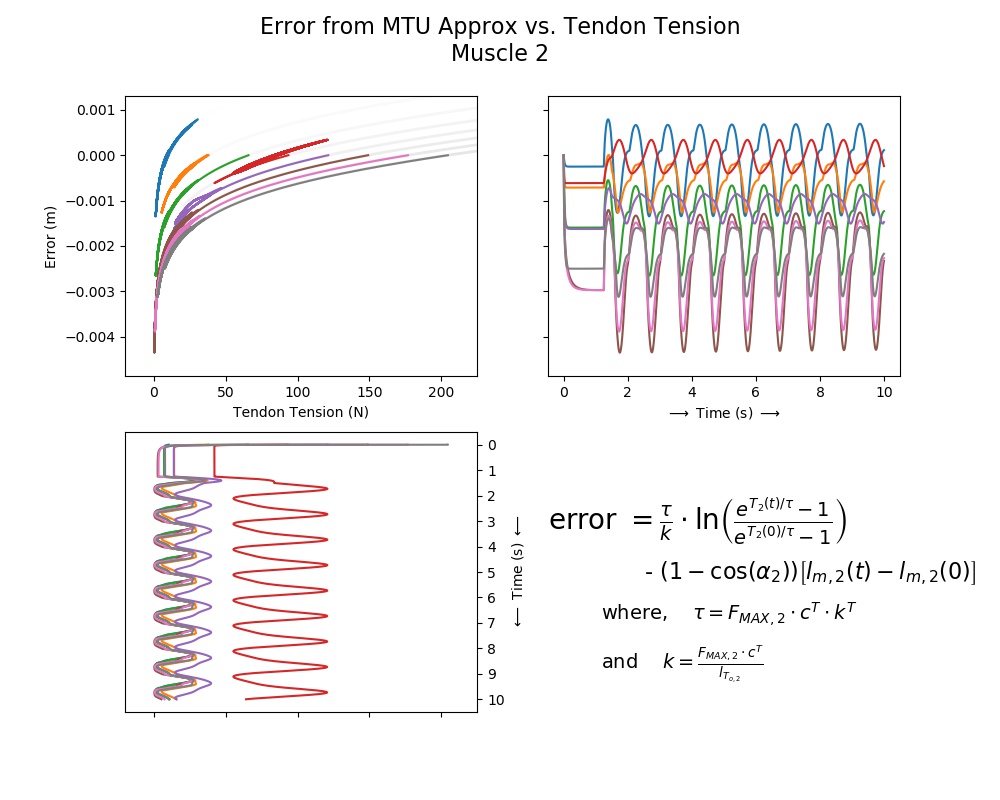 Error from MTU Approx vs. Tendon Tension
Muscle 2
0.001
0.000
−0.001
−0.002
−0.003
−0.004
Error (m)
0 50 100 150 200
Tendon Tension (N)
0 2 4 6 8 10
⟶ Time (s) ⟶
0
1
2
3
4
5
6
7
8
9
10
⟵ Time (s) ⟵
error = τ/k · ln(e^{T₂(t)/τ} − 1 / e^{T₂(0)/τ} − 1)
- (1 − cos(α₂))[l_{m,2}(t) − l_{m,2}(0)]
where, τ = F_{MAX,2} · c^T · k^T
and k = F_{MAX,2} · c^T / l_{T_{o,2}}